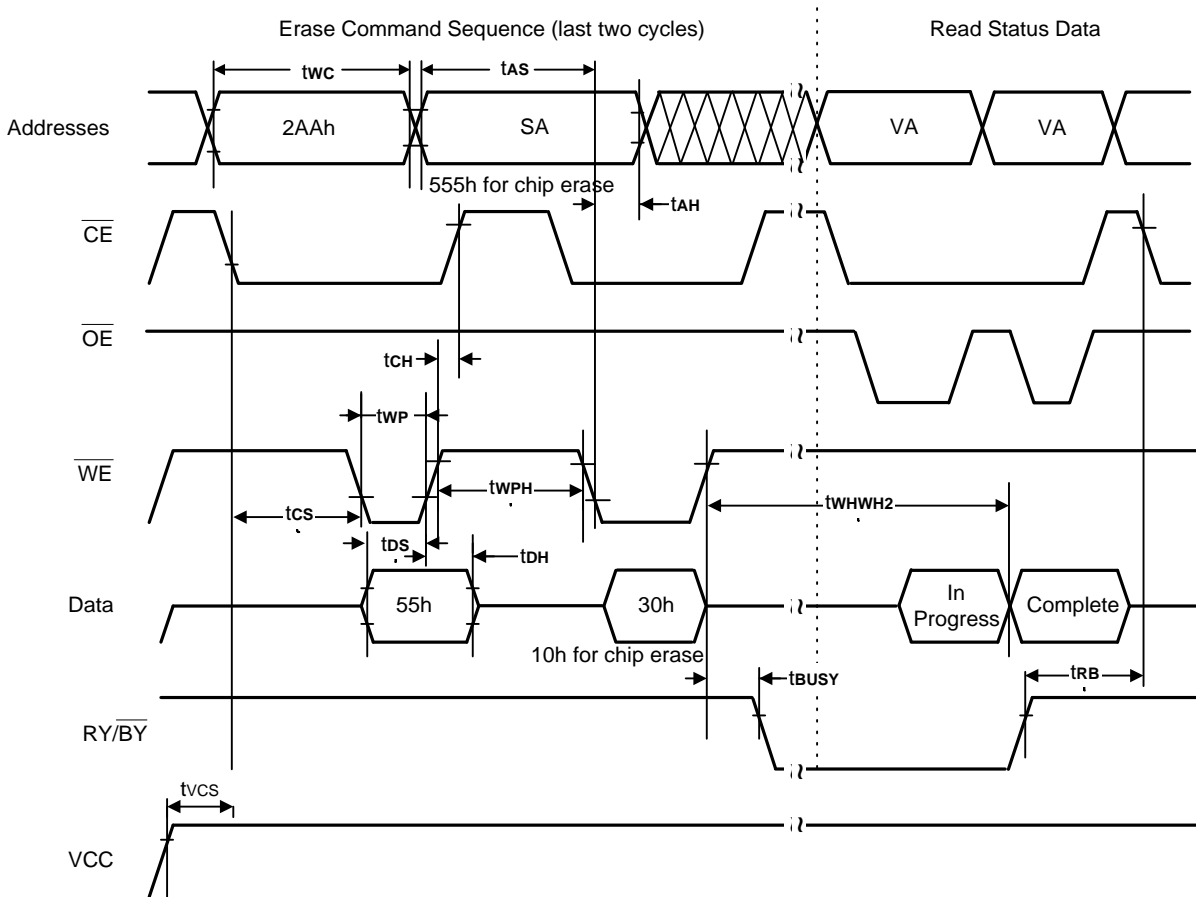 Erase Command Sequence (last two cycles)
Read Status Data
tWC
tAS
Addresses
2AAh
SA
VA
VA
555h for chip erase
tAH
CE
OE
tCH
tWP
WE
tWPH
tWHWH2
tCS
tDS
tDH
Data
55h
30h
In
Progress
Complete
10h for chip erase
tBUSY
tRB
RY/BY
tVCS
VCC